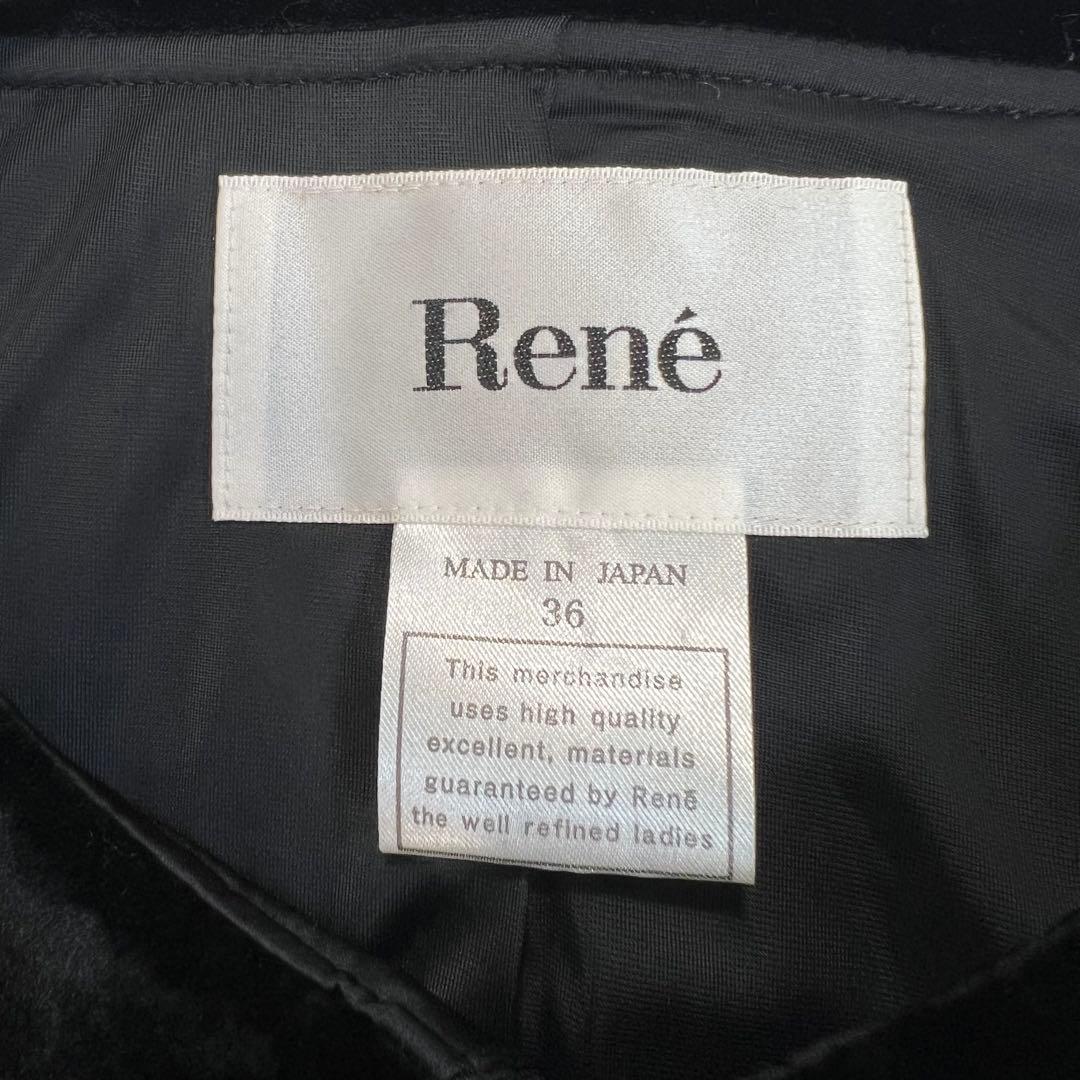 René
MADE IN JAPAN
36
This merchandise
uses high quality
excellent, materials
guaranteed by René
the well refined ladies